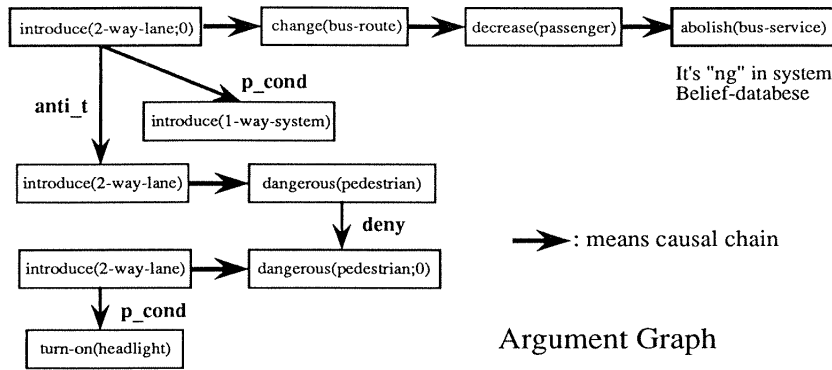 introduce(2-way-lane;0)
change(bus-route)
decrease(passenger)
abolish(bus-service)
It's "ng" in system
Belief-databese
p_cond
anti_t
introduce(1-way-system)
introduce(2-way-lane)
dangerous(pedestrian)
deny
: means causal chain
introduce(2-way-lane)
dangerous(pedestrian;0)
p_cond
turn-on(headlight)
Argument Graph